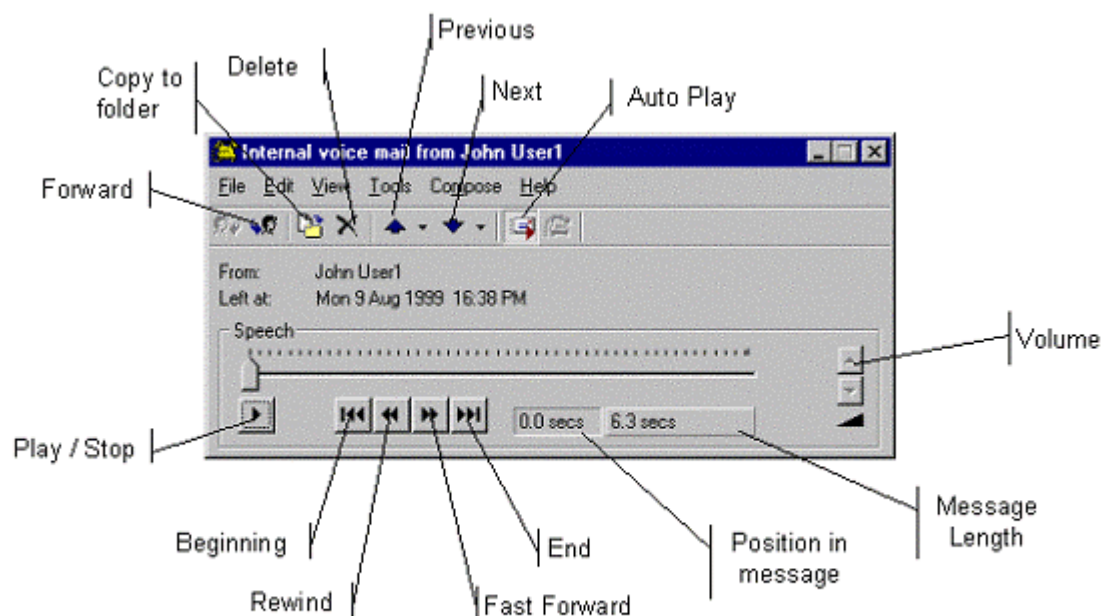 Previous
Delete
Copy to
folder
Next
Auto Play
Internal voice mail from John User1
Forward
File Edit View Tools Compose Help
From: John User1
Left at: Mon 9 Aug 1999 16:38 PM
Speech
Volume
0.0 secs 6.3 secs
Play / Stop
Message
Length
Beginning
End
Position in
message
Rewind
Fast Forward